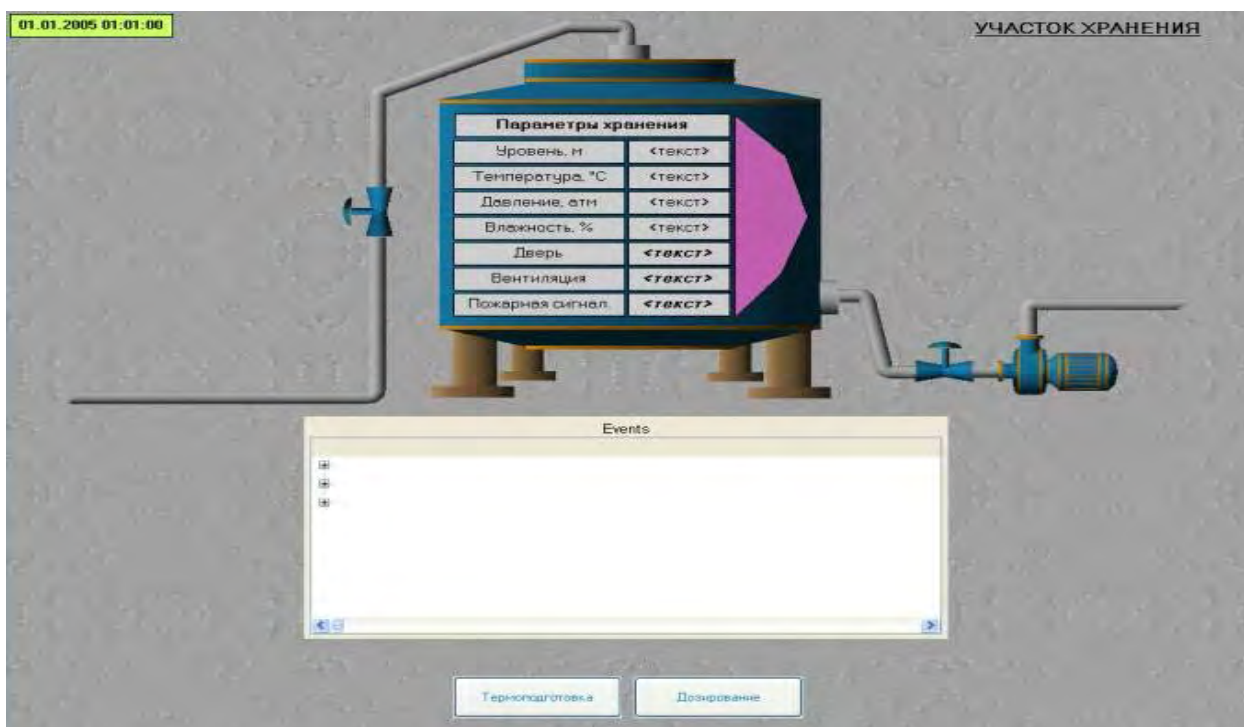 01.01.2005 01:01:00
УЧАСТОК ХРАНЕНИЯ
Параметры хранения
Уровень, м <текст>
Температура, °С <текст>
Давление, атм <текст>
Влажность, % <текст>
Дверь <текст>
Вентиляция <текст>
Пожарная сигнал. <текст>
Events
Термоподготовка Дозирование